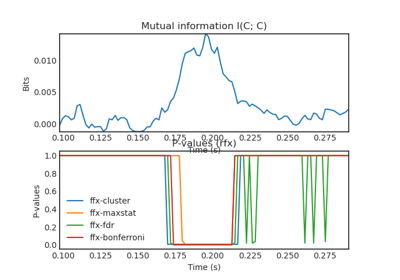 Mutual information I(C; C)
Bits
0.010
0.005
0.000
0.100 0.125 0.150 0.175 0.200 0.225 0.250 0.275
Time (s)
P-values (rfx)
P-values
1.0
0.8
0.6
0.4
0.2
0.0
ffx-cluster
ffx-maxstat
ffx-fdr
ffx-bonferroni
0.100 0.125 0.150 0.175 0.200 0.225 0.250 0.275
Time (s)